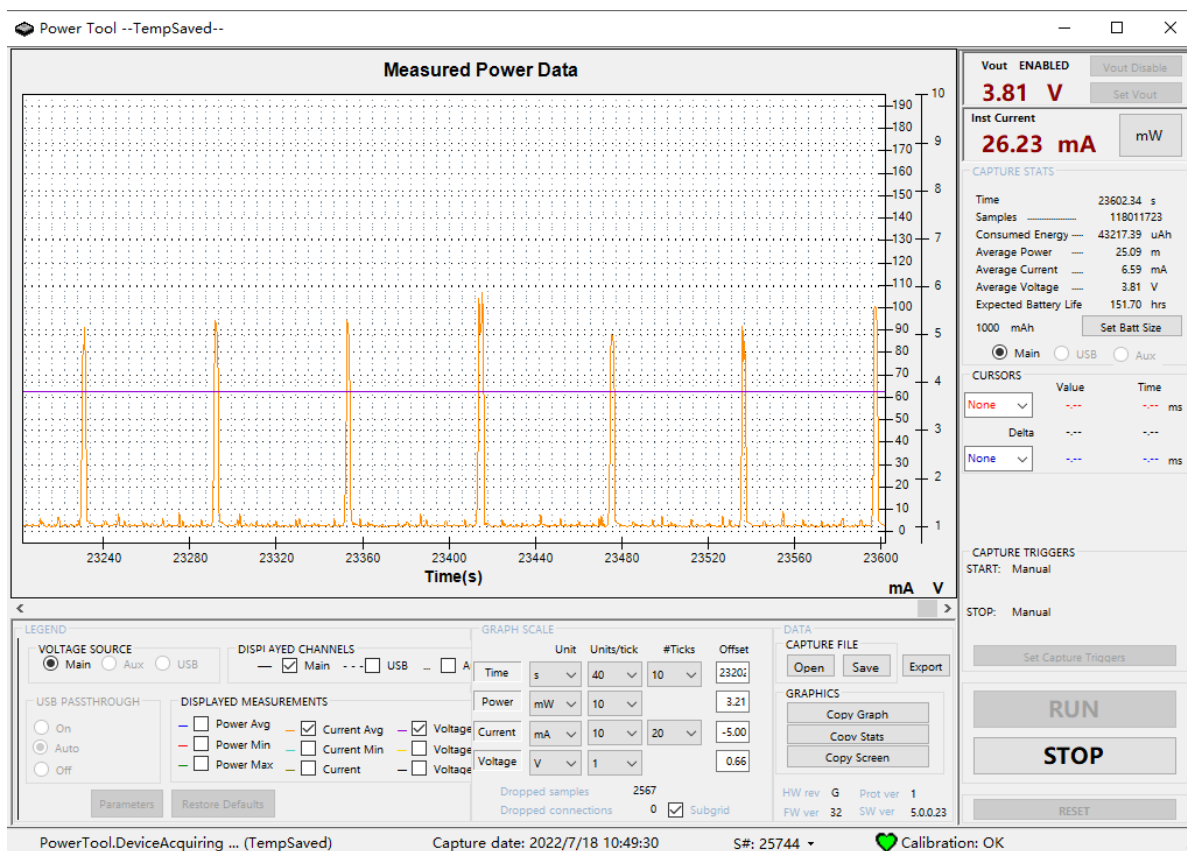 Power Tool --TempSaved--
Measured Power Data
190
180
170
160
150
140
130
120
110
100
90
80
70
60
50
40
30
20
10
0
10
9
8
7
6
5
4
3
2
1
23240 23280 23320 23360 23400 23440 23480 23520 23560 23600
Time(s)
mA V
Vout ENABLED Vout Disable
3.81 V Set Vout
Inst Current
26.23 mA mW
CAPTURE STATS
Time 23602.34 s
Samples 118011723
Consumed Energy 43217.39 uAh
Average Power 25.09 m
Average Current 6.59 mA
Average Voltage 3.81 V
Expected Battery Life 151.70 hrs
1000 mAh Set Batt Size
Main USB Aux
CURSORS
Value Time
None -.-- -.-- ms
Delta -.-- -.--
None -.-- -.-- ms
CAPTURE TRIGGERS
START: Manual
STOP: Manual
Set Capture Triggers
RUN
STOP
RESET
LEGEND
VOLTAGE SOURCE
Main Aux USB
DISPLAYED CHANNELS
Main USB A
USB PASSTHROUGH
On
Auto
Off
DISPLAYED MEASUREMENTS
Power Avg Current Avg Voltage
Power Min Current Min Voltage
Power Max Current Voltage
Parameters Restore Defaults
GRAPH SCALE
Unit Units/tick #Ticks Offset
Time s 40 10 23202
Power mW 10 3.21
Current mA 10 20 -5.00
Voltage V 1 0.66
Dropped samples 2567
Dropped connections 0 Subgrid
DATA
CAPTURE FILE
Open Save Export
GRAPHICS
Copy Graph
Copy Stats
Copy Screen
HW rev G Prot ver 1
FW ver 32 SW ver 5.0.0.23
PowerTool.DeviceAcquiring ... (TempSaved) Capture date: 2022/7/18 10:49:30 S#: 25744 Calibration: OK